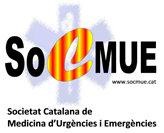 SoCMUE
www.socmue.cat
Societat Catalana de
Medicina d'Urgències i Emergències